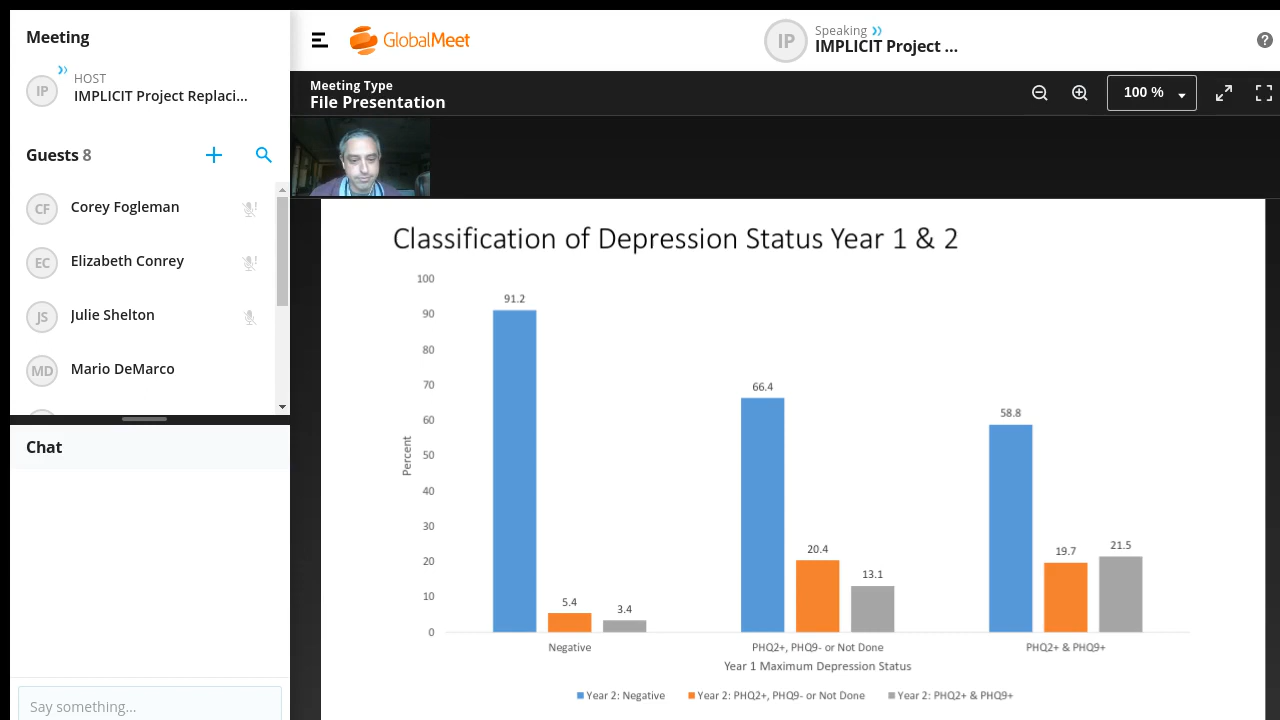 Meeting
IP
HOST
IMPLICIT Project Replaci...
Guests 8
CF
Corey Fogleman
EC
Elizabeth Conrey
JS
Julie Shelton
MD
Mario DeMarco
Chat
Say something...
GlobalMeet
IP
Speaking
IMPLICIT Project ...
?
Meeting Type
File Presentation
100 %
Classification of Depression Status Year 1 & 2
Percent
100
90
80
70
60
50
40
30
20
10
0
91.2
5.4
3.4
66.4
20.4
13.1
58.8
19.7
21.5
Negative
PHQ2+, PHQ9- or Not Done
PHQ2+ & PHQ9+
Year 1 Maximum Depression Status
Year 2: Negative
Year 2: PHQ2+, PHQ9- or Not Done
Year 2: PHQ2+ & PHQ9+